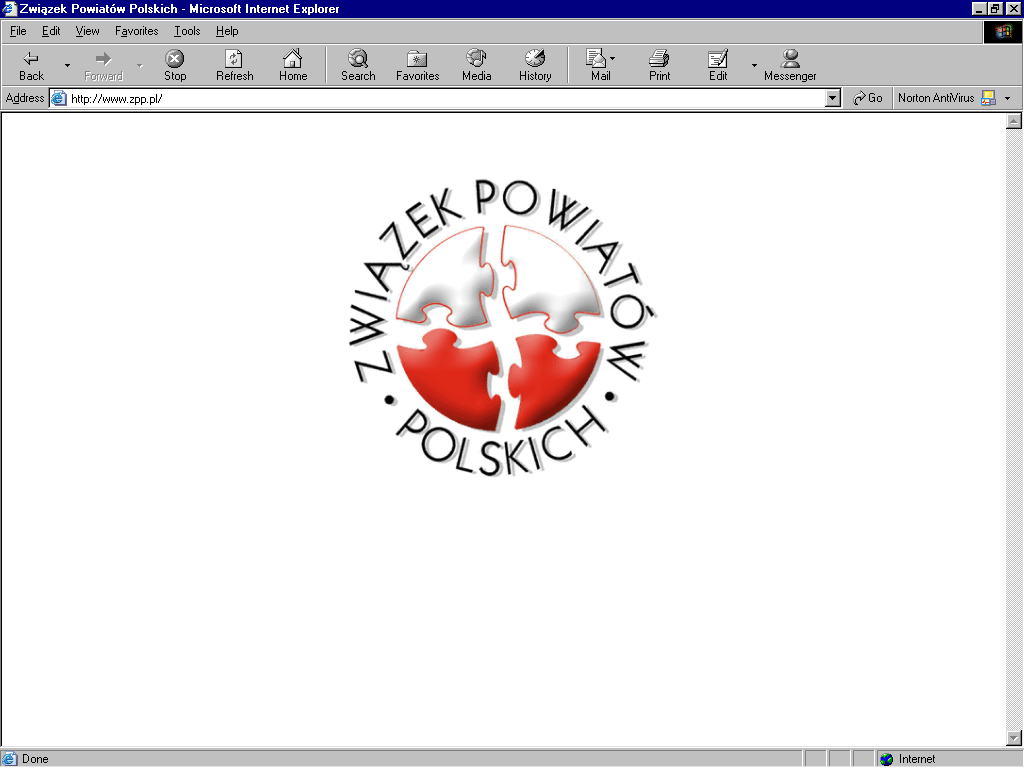 Związek Powiatów Polskich - Microsoft Internet Explorer
File Edit View Favorites Tools Help
Back Forward Stop Refresh Home Search Favorites Media History Mail Print Edit Messenger
Address http://www.zpp.pl/ Go Norton AntiVirus
ZWIĄZEK POWIATÓW
• POLSKICH •
Done Internet